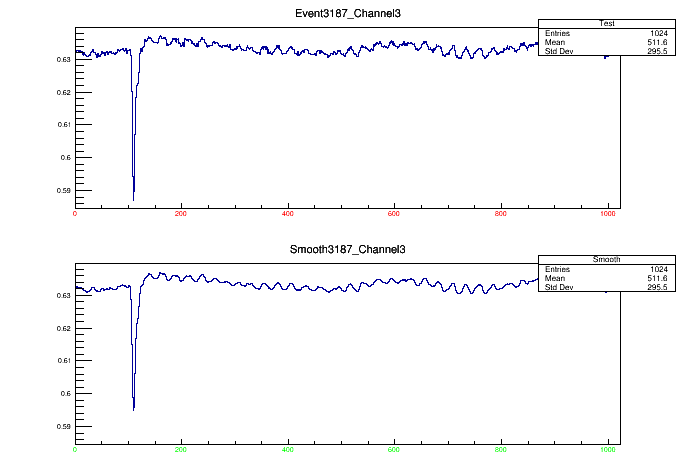 Event3187_Channel3
Test
Entries 1024
Mean 511.6
Std Dev 295.5
0.63
0.62
0.61
0.6
0.59
0 200 400 600 800 1000
Smooth3187_Channel3
Smooth
Entries 1024
Mean 511.6
Std Dev 295.5
0.63
0.62
0.61
0.6
0.59
0 200 400 600 800 1000